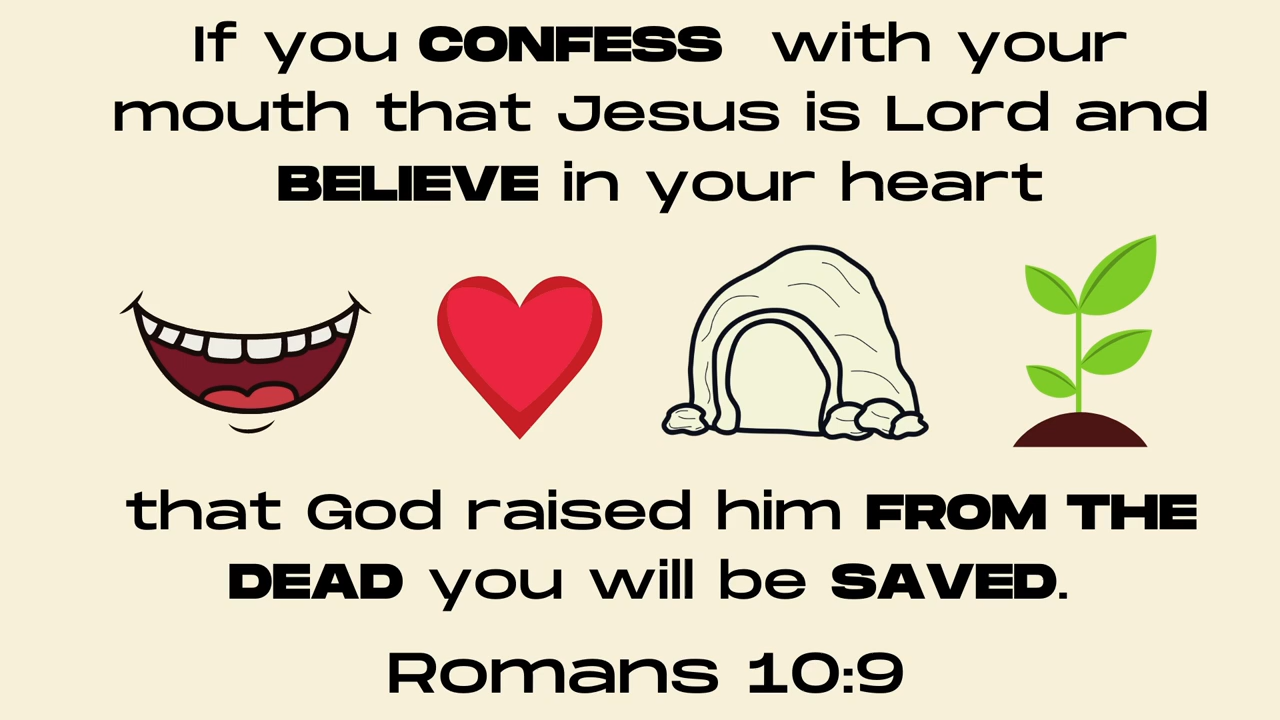 If you CONFESS with your
mouth that Jesus is Lord and
BELIEVE in your heart
that God raised him FROM THE
DEAD you will be SAVED.
Romans 10:9